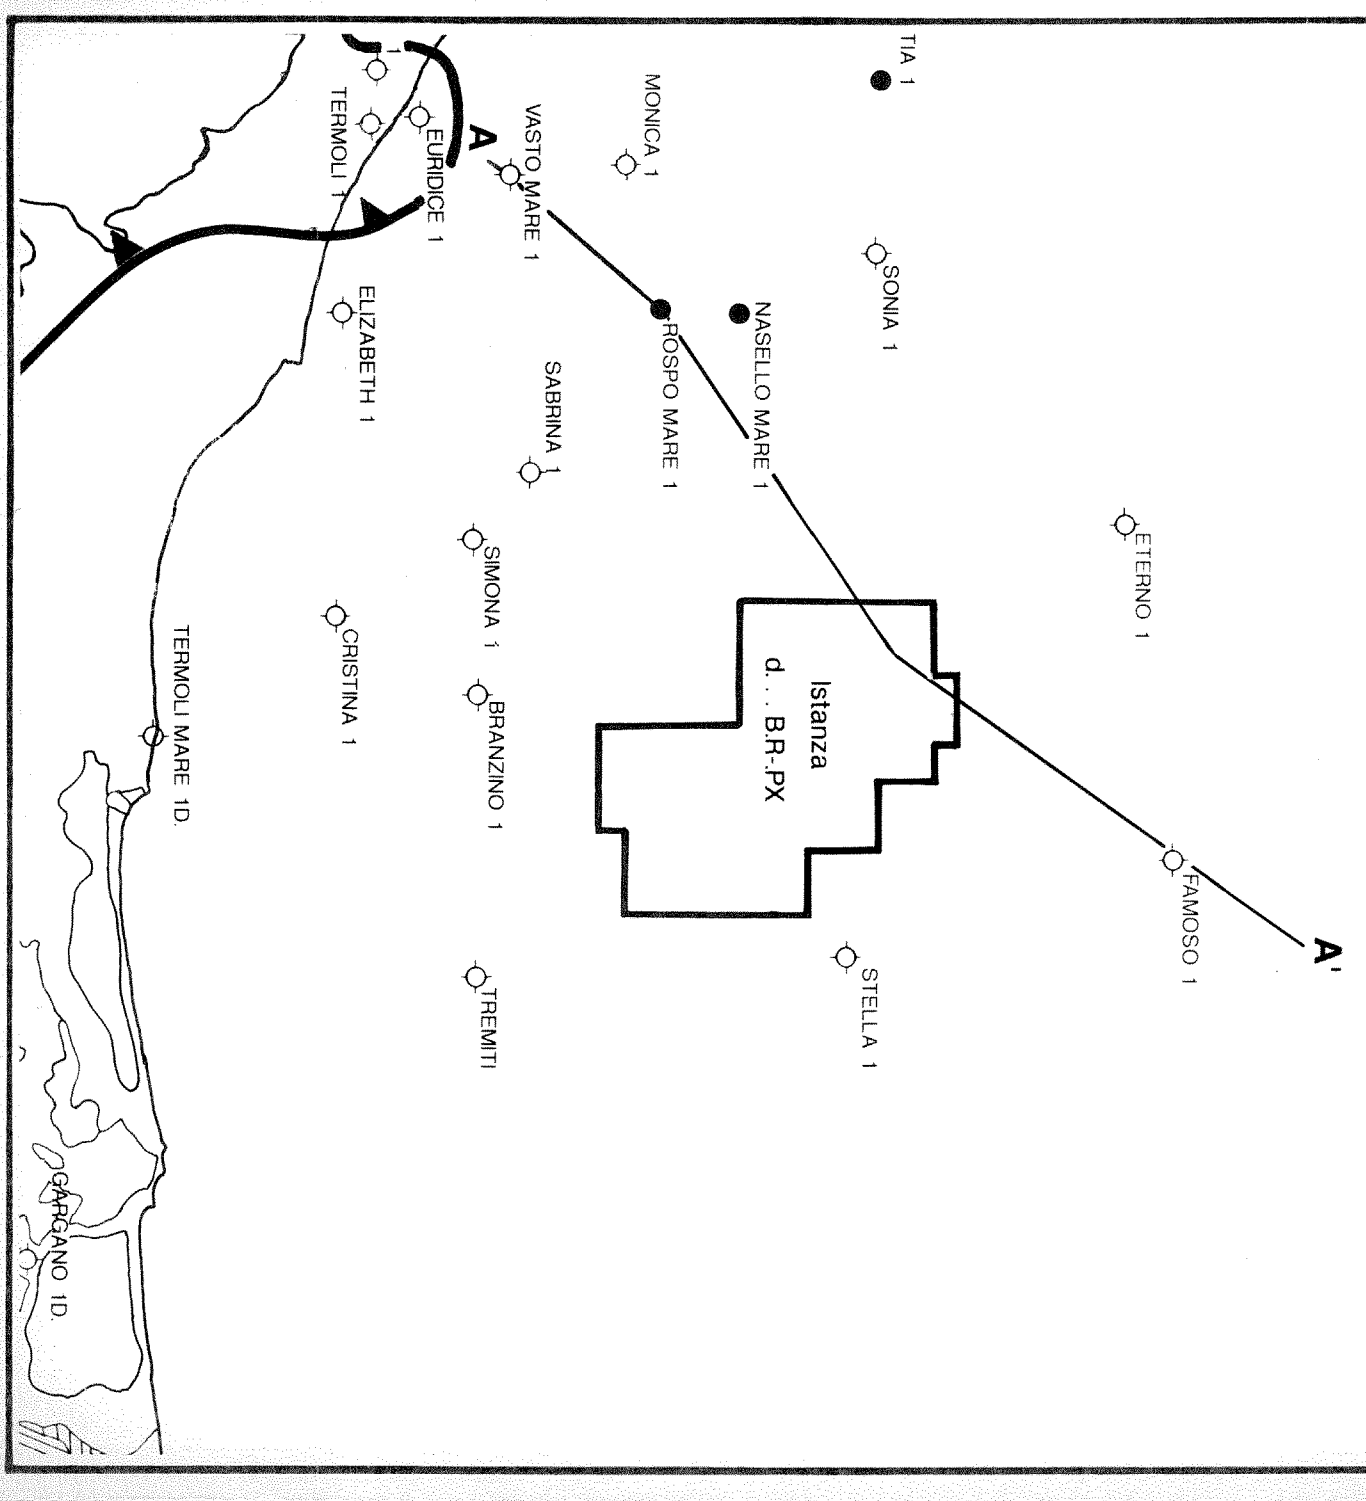 TIA 1
MONICA 1
SONIA 1
VASTO MARE 1
A
1
TERMOLI 1
EURIDICE 1
ELIZABETH 1
NASELLO MARE 1
ROSPO MARE 1
SABRINA 1
ETERNO 1
SIMONA 1
CRISTINA 1
BRANZINO 1
TERMOLI MARE 1D.
Istanza
d. . . B.R-.PX
FAMOSO 1
A'
STELLA 1
TREMITI
GARGANO 1D.